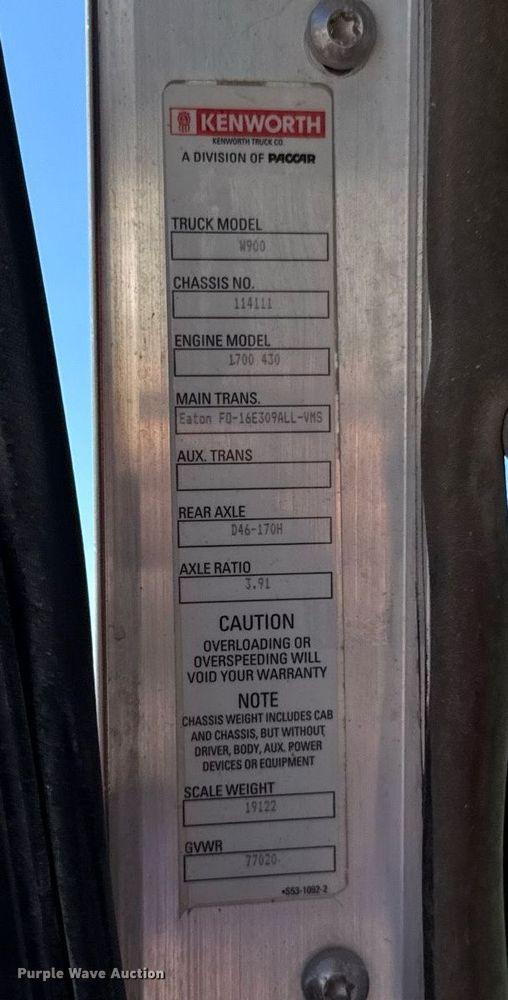 KENWORTH
KENWORTH TRUCK CO.
A DIVISION OF PACCAR
TRUCK MODEL
W900
CHASSIS NO.
114111
ENGINE MODEL
1700 430
MAIN TRANS.
Eaton FO-16E309ALL-VMS
AUX. TRANS
REAR AXLE
D46-170H
AXLE RATIO
3.91
CAUTION
OVERLOADING OR
OVERSPEEDING WILL
VOID YOUR WARRANTY
NOTE
CHASSIS WEIGHT INCLUDES CAB
AND CHASSIS, BUT WITHOUT
DRIVER, BODY, AUX. POWER
DEVICES OR EQUIPMENT
SCALE WEIGHT
19122
GVWR
77020
•S53-1092-2
Purple Wave Auction